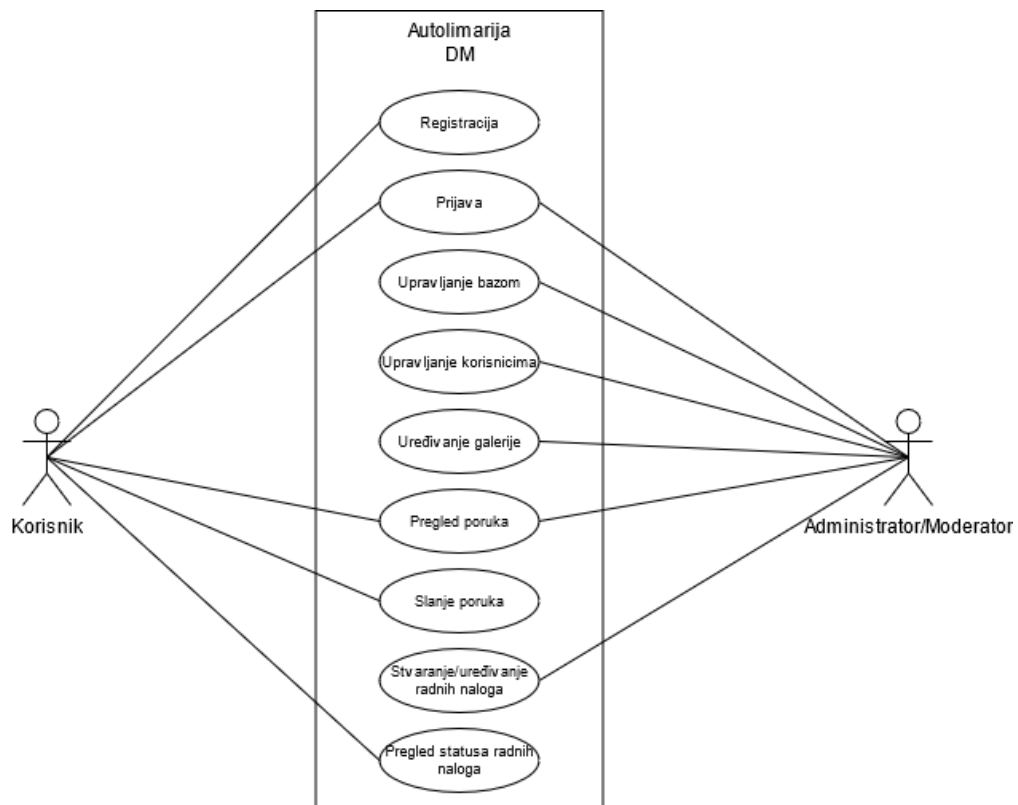 Autolimarija
DM
Registracija
Prijava
Upravljanje bazom
Upravljanje korisnicima
Uređivanje galerije
Pregled poruka
Korisnik
Administrator/Moderator
Slanje poruka
Stvaranje/uređivanje
radnih naloga
Pregled statusa radnih
naloga